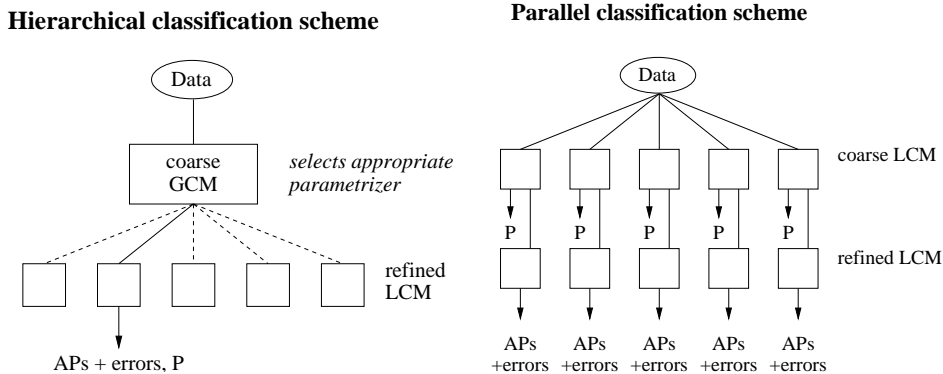 Hierarchical classification scheme
Data
coarse
GCM
selects appropriate
parametrizer
refined
LCM
APs + errors, P
Parallel classification scheme
Data
coarse LCM
P P P P P
refined LCM
APs APs APs APs APs
+errors +errors +errors +errors +errors